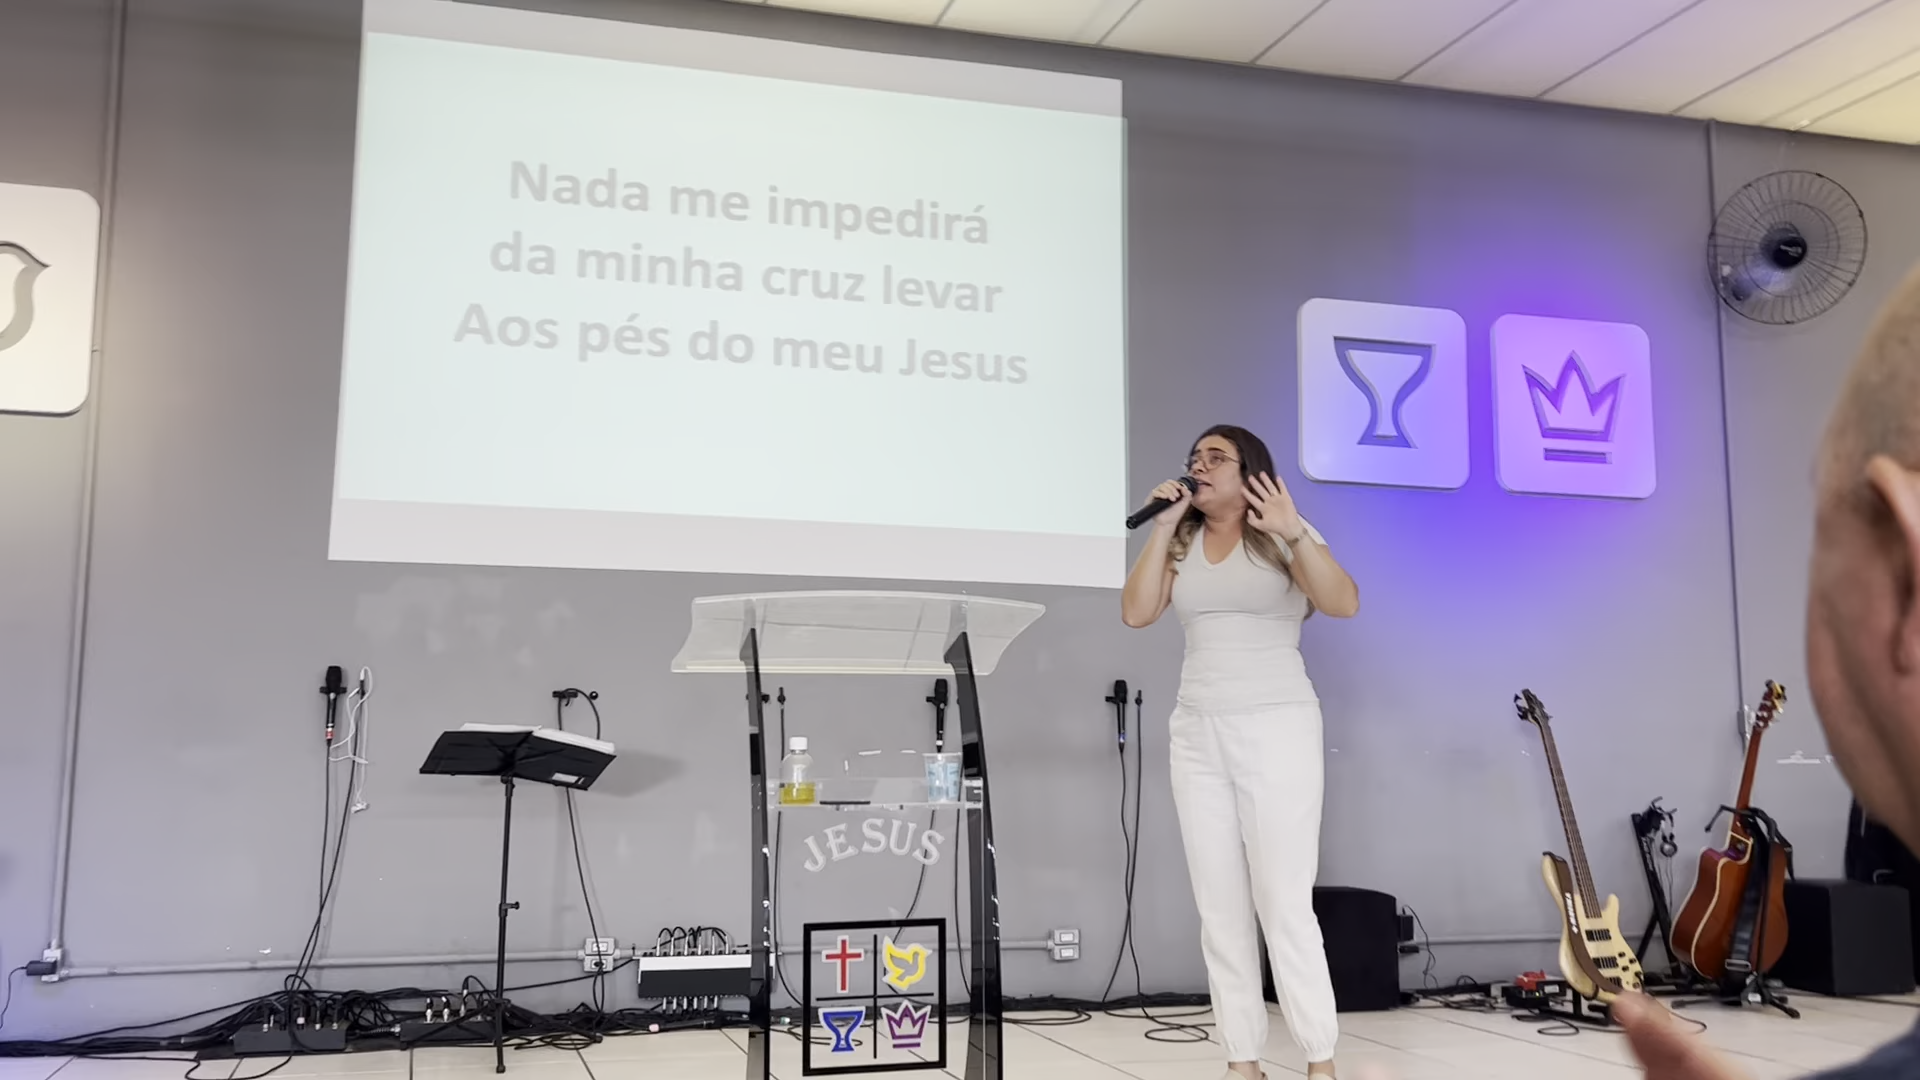 Nada me impedirá
da minha cruz levar
Aos pés do meu Jesus
JESUS